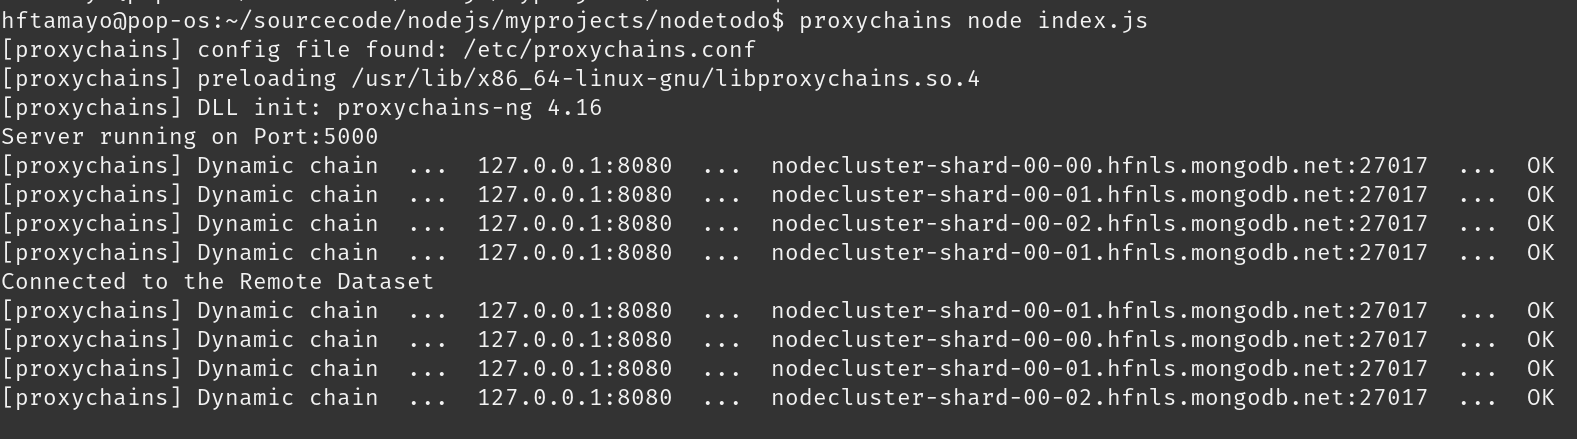 hftamayo@pop-os:~/sourcecode/nodejs/myprojects/nodetodo$ proxychains node index.js
[proxychains] config file found: /etc/proxychains.conf
[proxychains] preloading /usr/lib/x86_64-linux-gnu/libproxychains.so.4
[proxychains] DLL init: proxychains-ng 4.16
Server running on Port:5000
[proxychains] Dynamic chain  ...  127.0.0.1:8080  ...  nodecluster-shard-00-00.hfnls.mongodb.net:27017  ...  OK
[proxychains] Dynamic chain  ...  127.0.0.1:8080  ...  nodecluster-shard-00-01.hfnls.mongodb.net:27017  ...  OK
[proxychains] Dynamic chain  ...  127.0.0.1:8080  ...  nodecluster-shard-00-02.hfnls.mongodb.net:27017  ...  OK
[proxychains] Dynamic chain  ...  127.0.0.1:8080  ...  nodecluster-shard-00-01.hfnls.mongodb.net:27017  ...  OK
Connected to the Remote Dataset
[proxychains] Dynamic chain  ...  127.0.0.1:8080  ...  nodecluster-shard-00-01.hfnls.mongodb.net:27017  ...  OK
[proxychains] Dynamic chain  ...  127.0.0.1:8080  ...  nodecluster-shard-00-00.hfnls.mongodb.net:27017  ...  OK
[proxychains] Dynamic chain  ...  127.0.0.1:8080  ...  nodecluster-shard-00-01.hfnls.mongodb.net:27017  ...  OK
[proxychains] Dynamic chain  ...  127.0.0.1:8080  ...  nodecluster-shard-00-02.hfnls.mongodb.net:27017  ...  OK